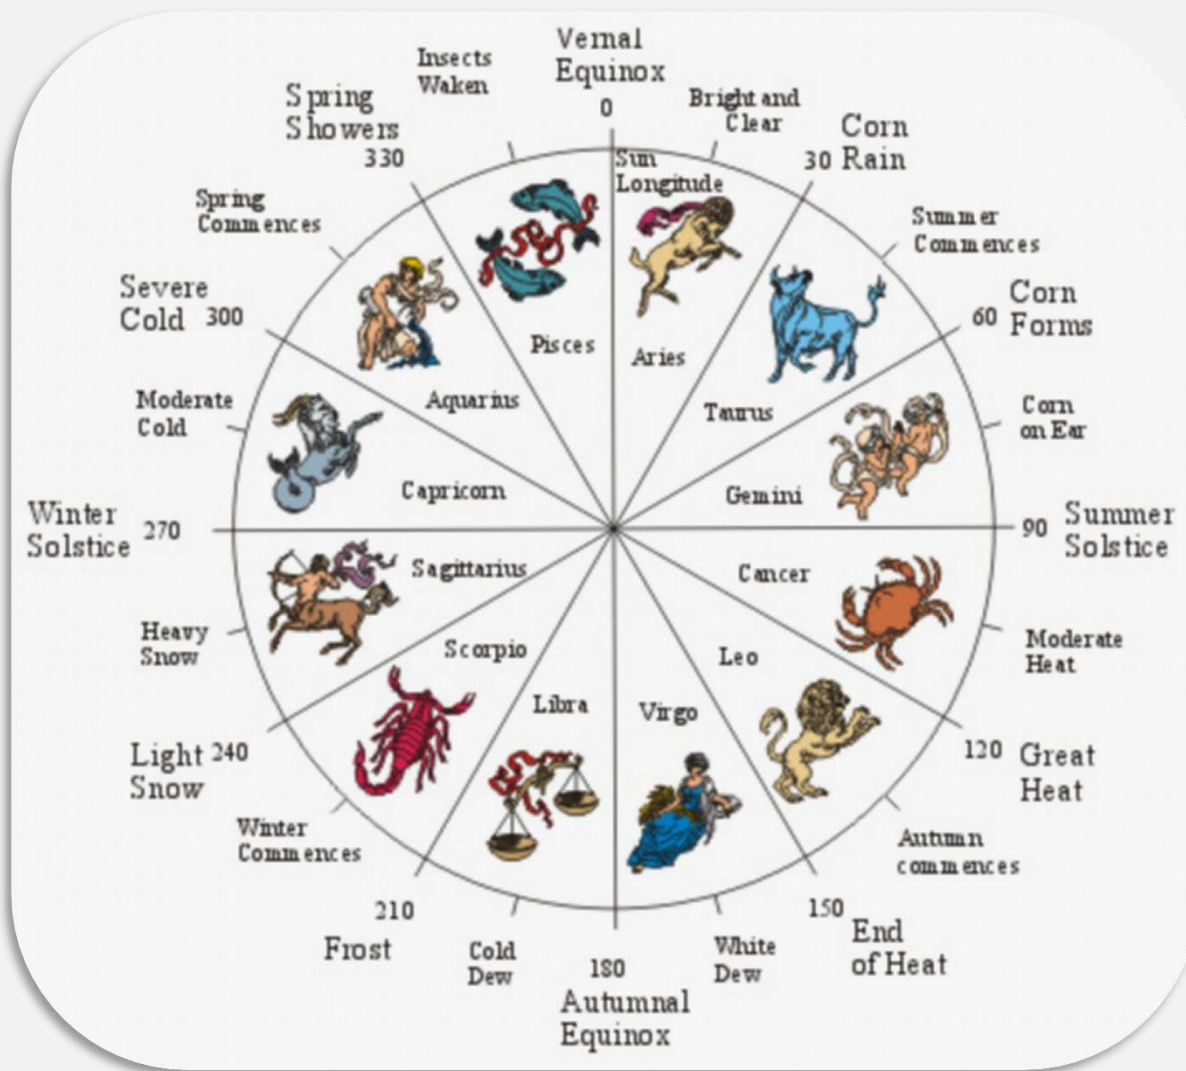 Vernal
Equinox
0
Bright and
Clear
Corn
30 Rain
Summer
Commences
60 Corn
Forms
Corn
on Ear
90 Summer
Solstice
Moderate
Heat
120 Great
Heat
Autumn
commences
150 End
of Heat
White
Dew
180
Autumnal
Equinox
Cold
Dew
210
Frost
Winter
Commences
Light 240
Snow
Heavy
Snow
Winter
Solstice 270
Moderate
Cold
Severe
Cold 300
Spring
Commences
Spring
Showers
330
Insects
Waken
Sun
Longitude
Aries
Taurus
Gemini
Cancer
Leo
Virgo
Libra
Scorpio
Sagittarius
Capricorn
Aquarius
Pisces